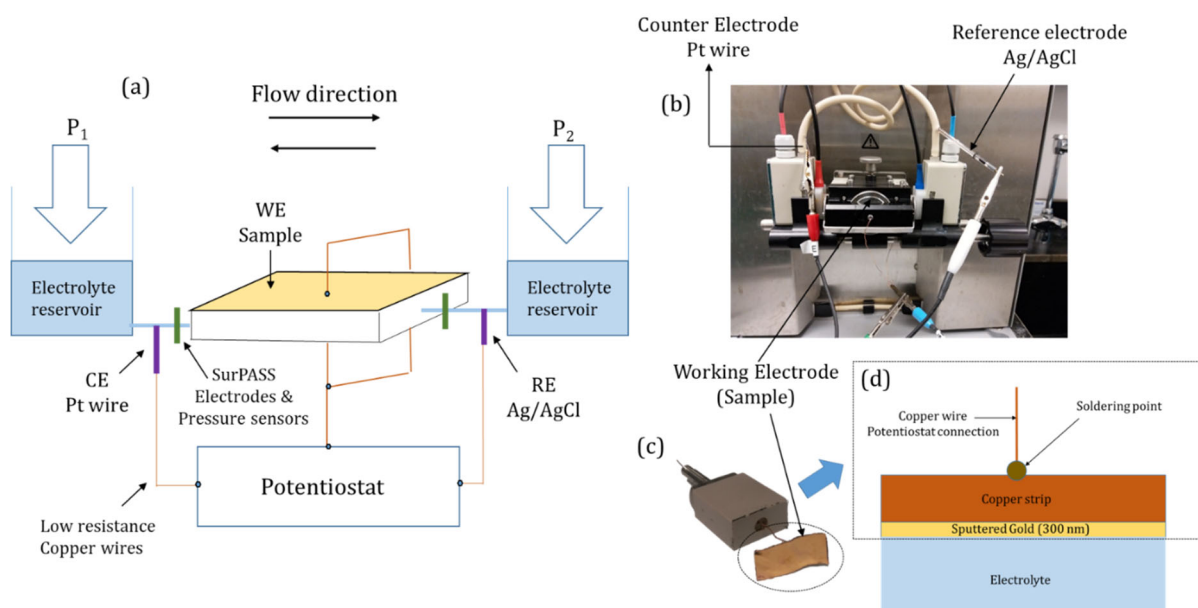 (a)
Flow direction
P1
P2
WE
Sample
Electrolyte
reservoir
Electrolyte
reservoir
CE
Pt wire
SurPASS
Electrodes &
Pressure sensors
RE
Ag/AgCl
Potentiostat
Low resistance
Copper wires
Counter Electrode
Pt wire
Reference electrode
Ag/AgCl
(b)
E
Working Electrode
(Sample)
(c)
(d)
Copper wire
Potentiostat connection
Soldering point
Copper strip
Sputtered Gold (300 nm)
Electrolyte